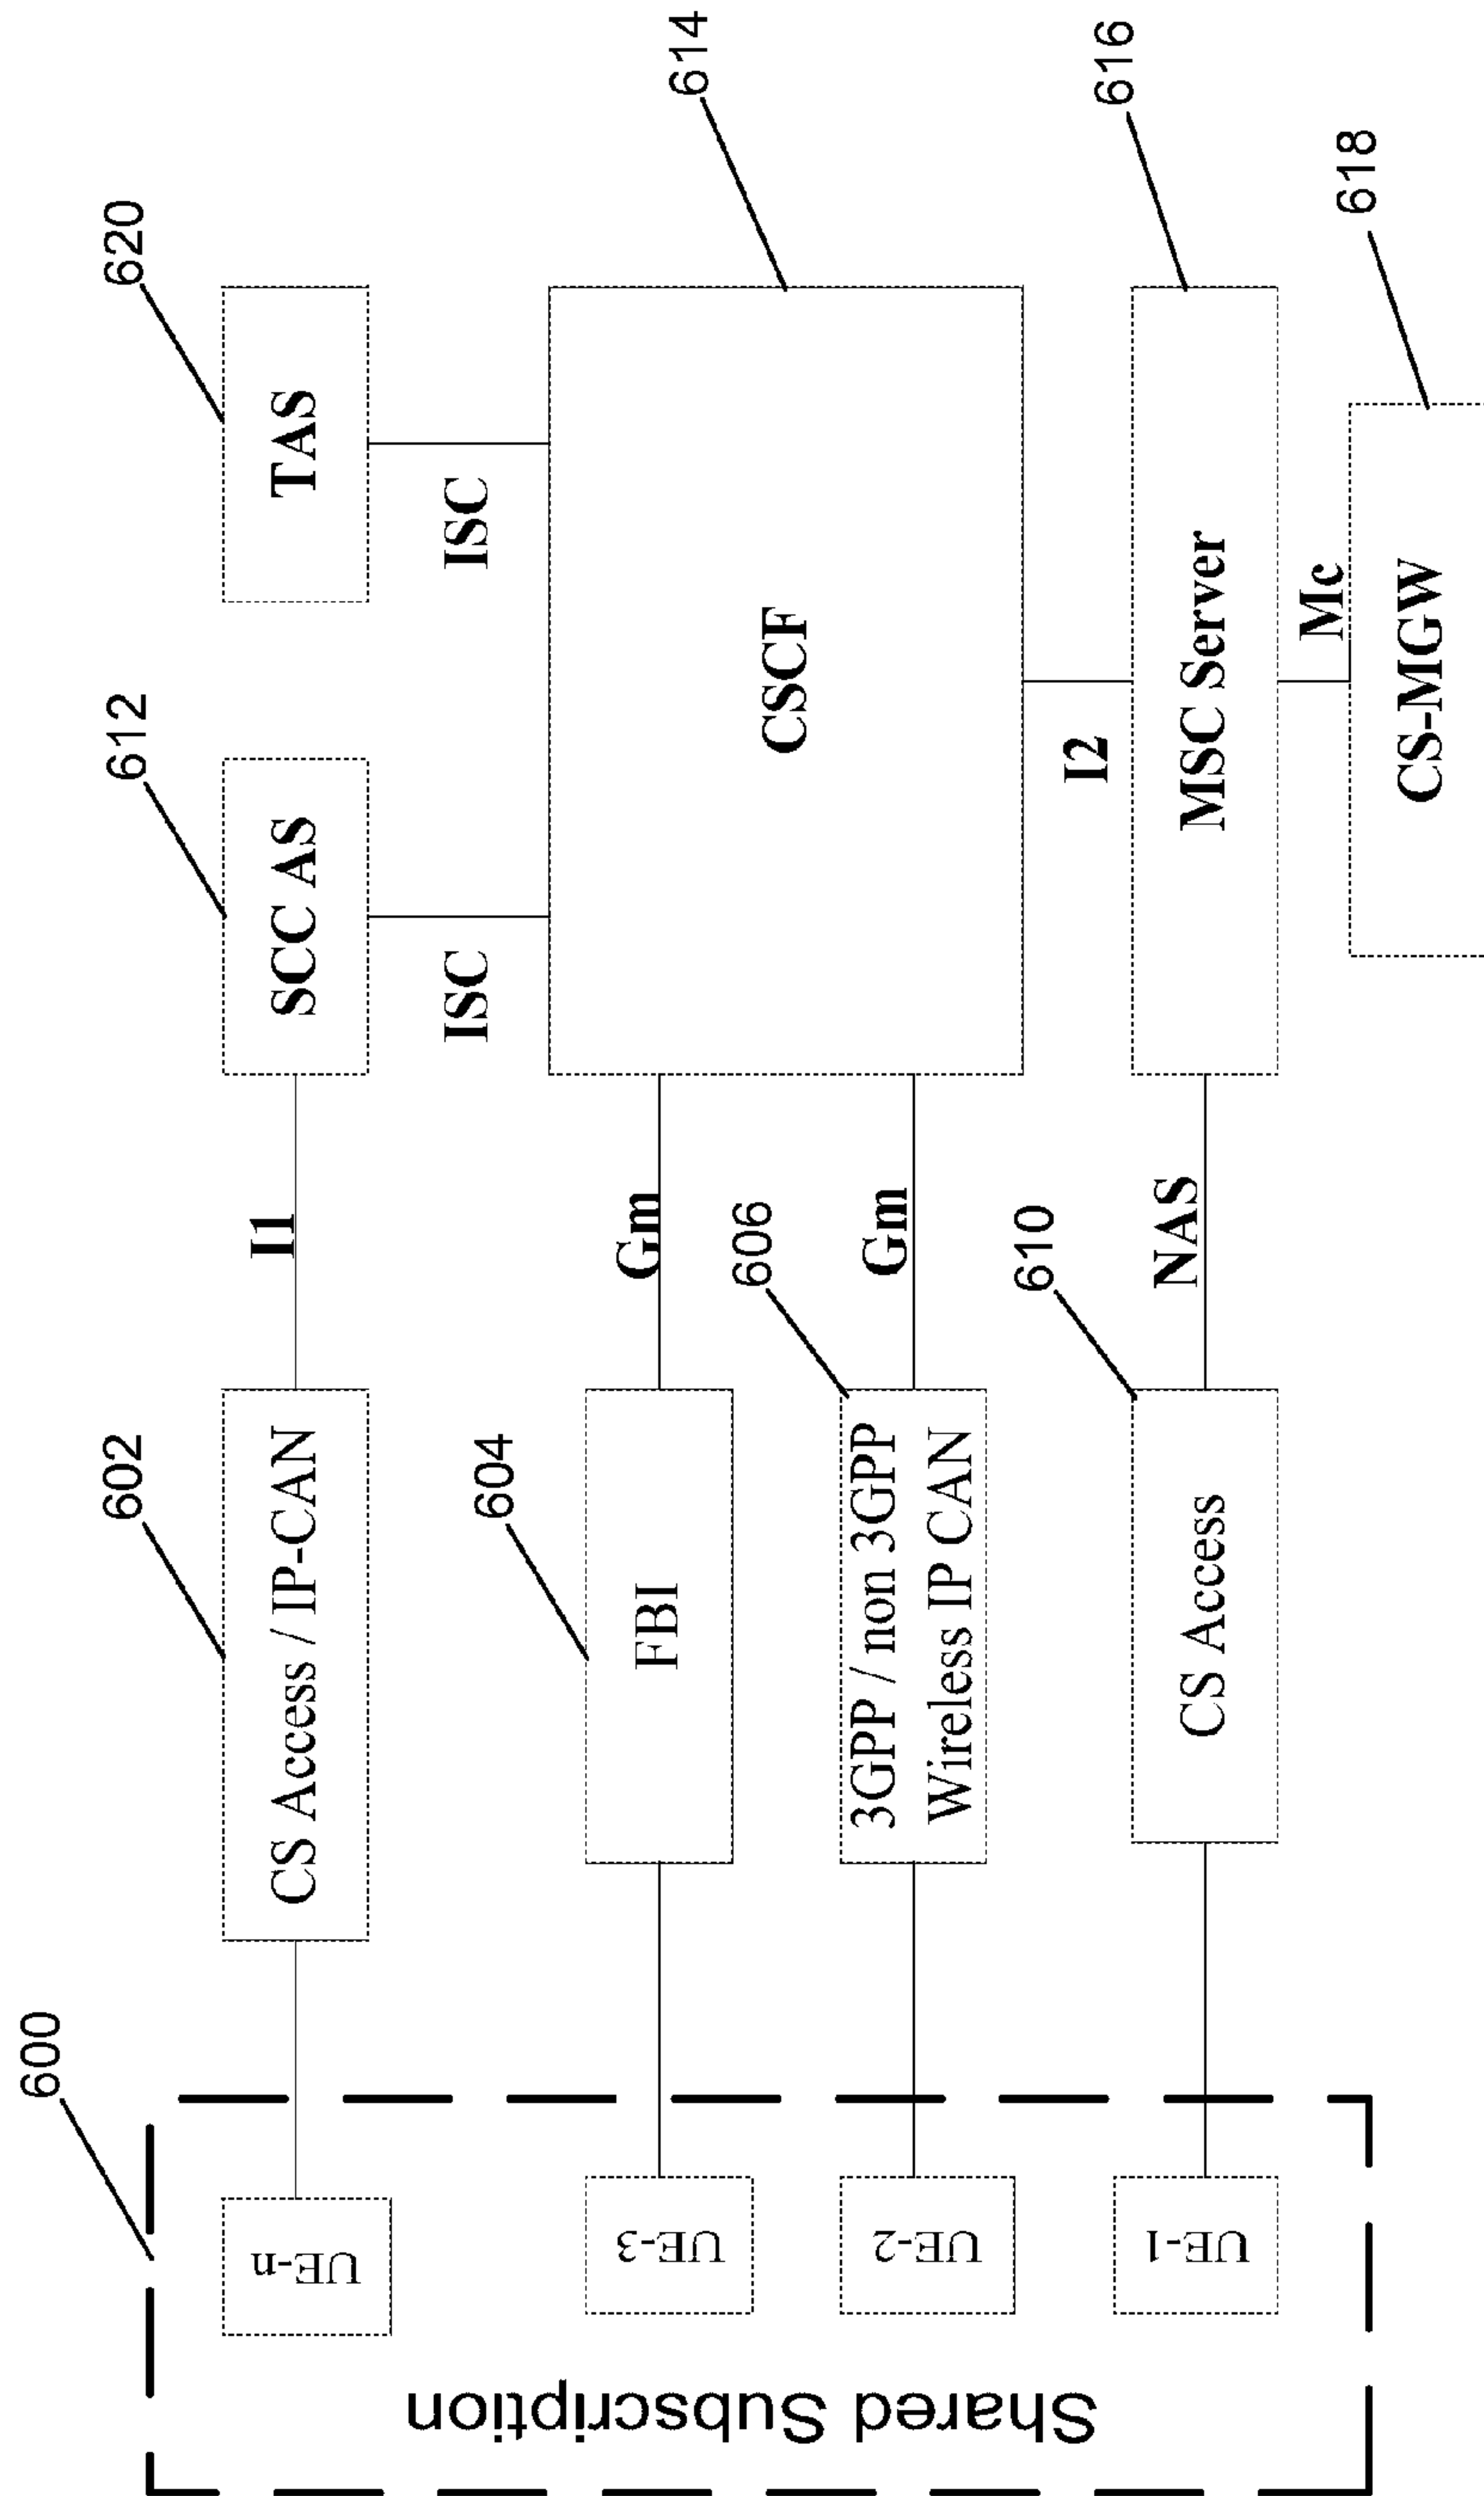 600
Shared Subscription
UE-n
UE-3
UE-2
UE-1
602
CS Access / IP-CAN
604
FBI
606
3GPP / non 3GPP
Wireless IP CAN
610
CS Access
I1
Gm
Gm
NAS
612
SCC AS
620
TAS
ISC
ISC
614
CSCF
I2
616
MSC Server
Mc
618
CS-MGW